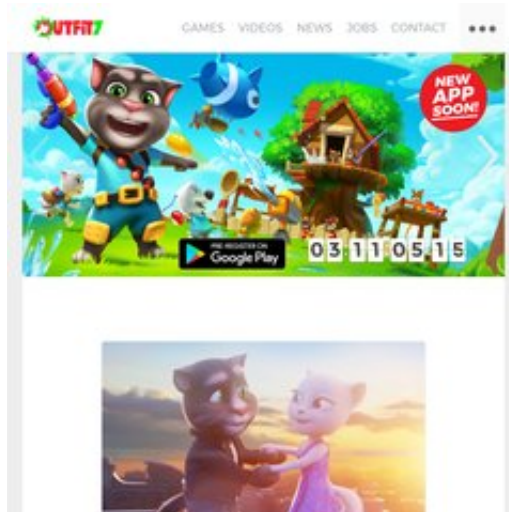 OUTFIT7
GAMES VIDEOS NEWS JOBS CONTACT
NEW
APP
SOON!
PRE-REGISTER ON
Google Play
03 11 05 15